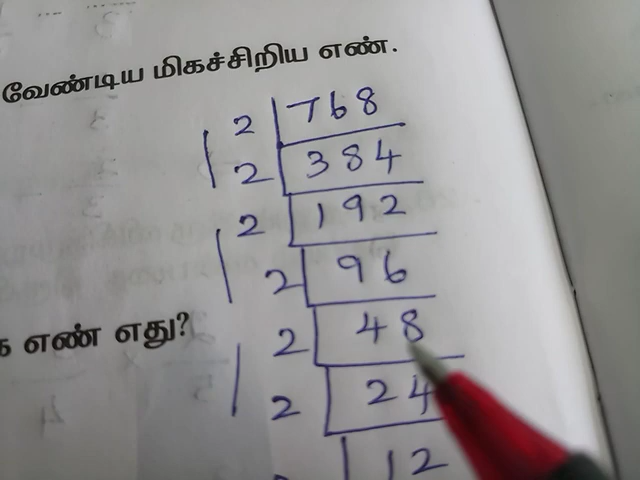 வேண்டிய மிகச்சிறிய எண்.
2 | 768
2 | 384
2 | 192
2 | 96
எண் எது?
2 | 48
2 | 24
12